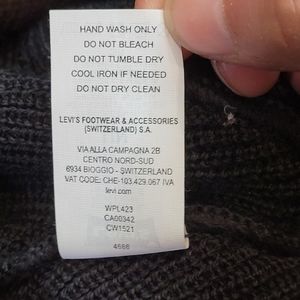 HAND WASH ONLY
DO NOT BLEACH
DO NOT TUMBLE DRY
COOL IRON IF NEEDED
DO NOT DRY CLEAN
LEVI'S FOOTWEAR & ACCESSORIES
(SWITZERLAND) S.A.
VIA ALLA CAMPAGNA 2B
CENTRO NORD-SUD
6934 BIOGGIO - SWITZERLAND
VAT CODE: CHE-103.429.067 IVA
levi.com
WPL423
CA00342
CW1521
4686